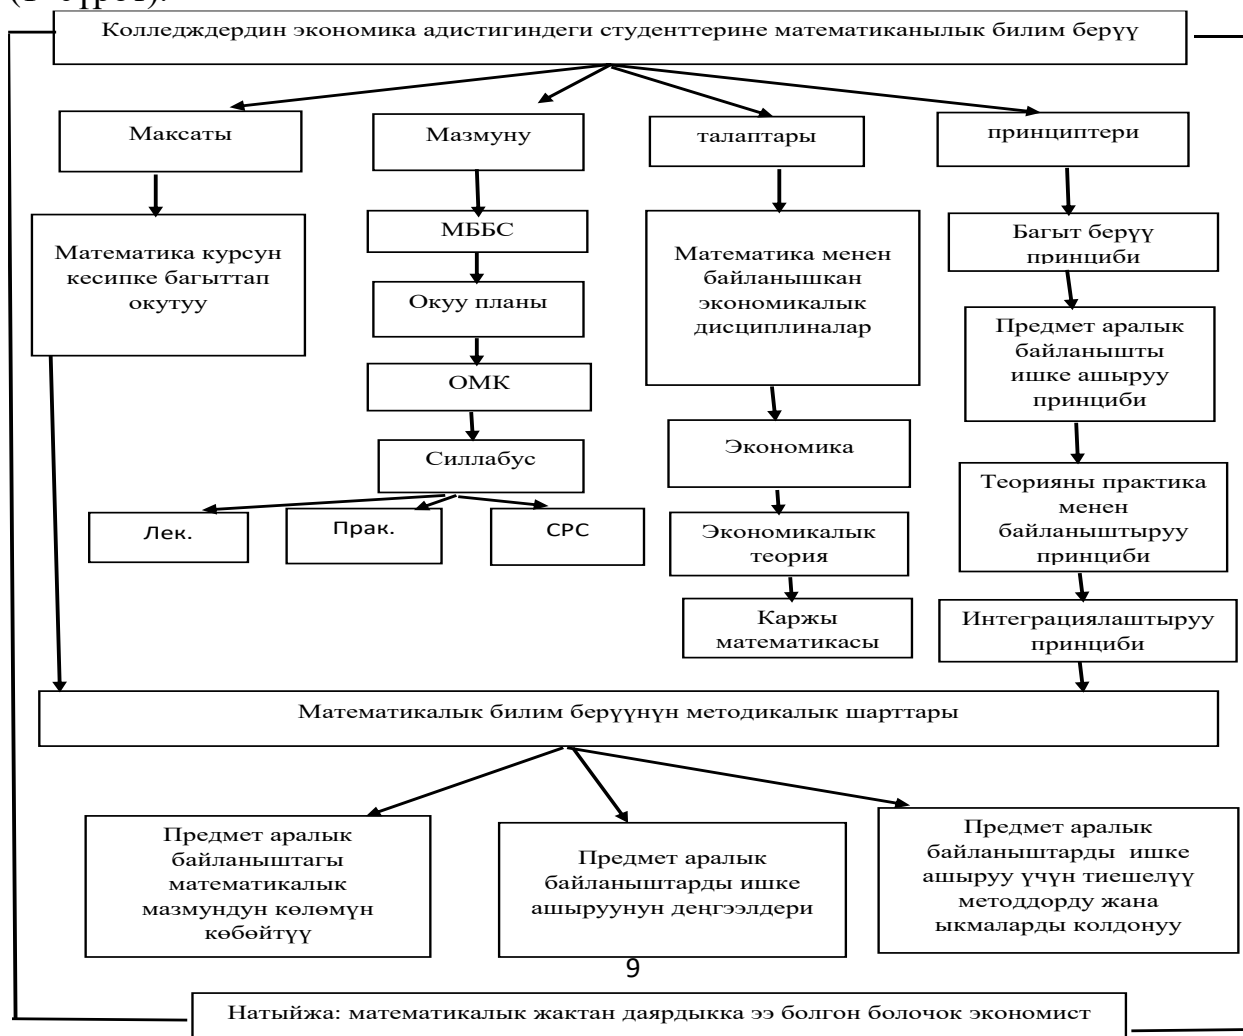 Колледждердин экономика адистигиндеги студенттерине математиканылык билим берүү
Максаты
Мазмуну
талаптары
принциптери
Математика курсун
кесипке багыттап
окутуу
МББС
Окуу планы
ОМК
Силлабус
Лек.
Прак.
СРС
Математика менен
байланышкан
экономикалык
дисциплиналар
Экономика
Экономикалык
теория
Каржы
математикасы
Багыт берүү
принциби
Предмет аралык
байланышты
ишке ашыруу
принциби
Теорияны практика
менен
байланыштыруу
принциби
Интеграциялаштыруу
принциби
Математикалык билим берүүнүн методикалык шарттары
Предмет аралык
байланыштагы
математикалык
мазмундун көлөмүн
көбөйтүү
Предмет аралык
байланыштарды ишке
ашыруунун деңгээлдери
Предмет аралык
байланыштарды ишке
ашыруу үчүн тиешелүү
методдорду жана
ыкмаларды колдонуу
9
Натыйжа: математикалык жактан даярдыкка ээ болгон болочок экономист